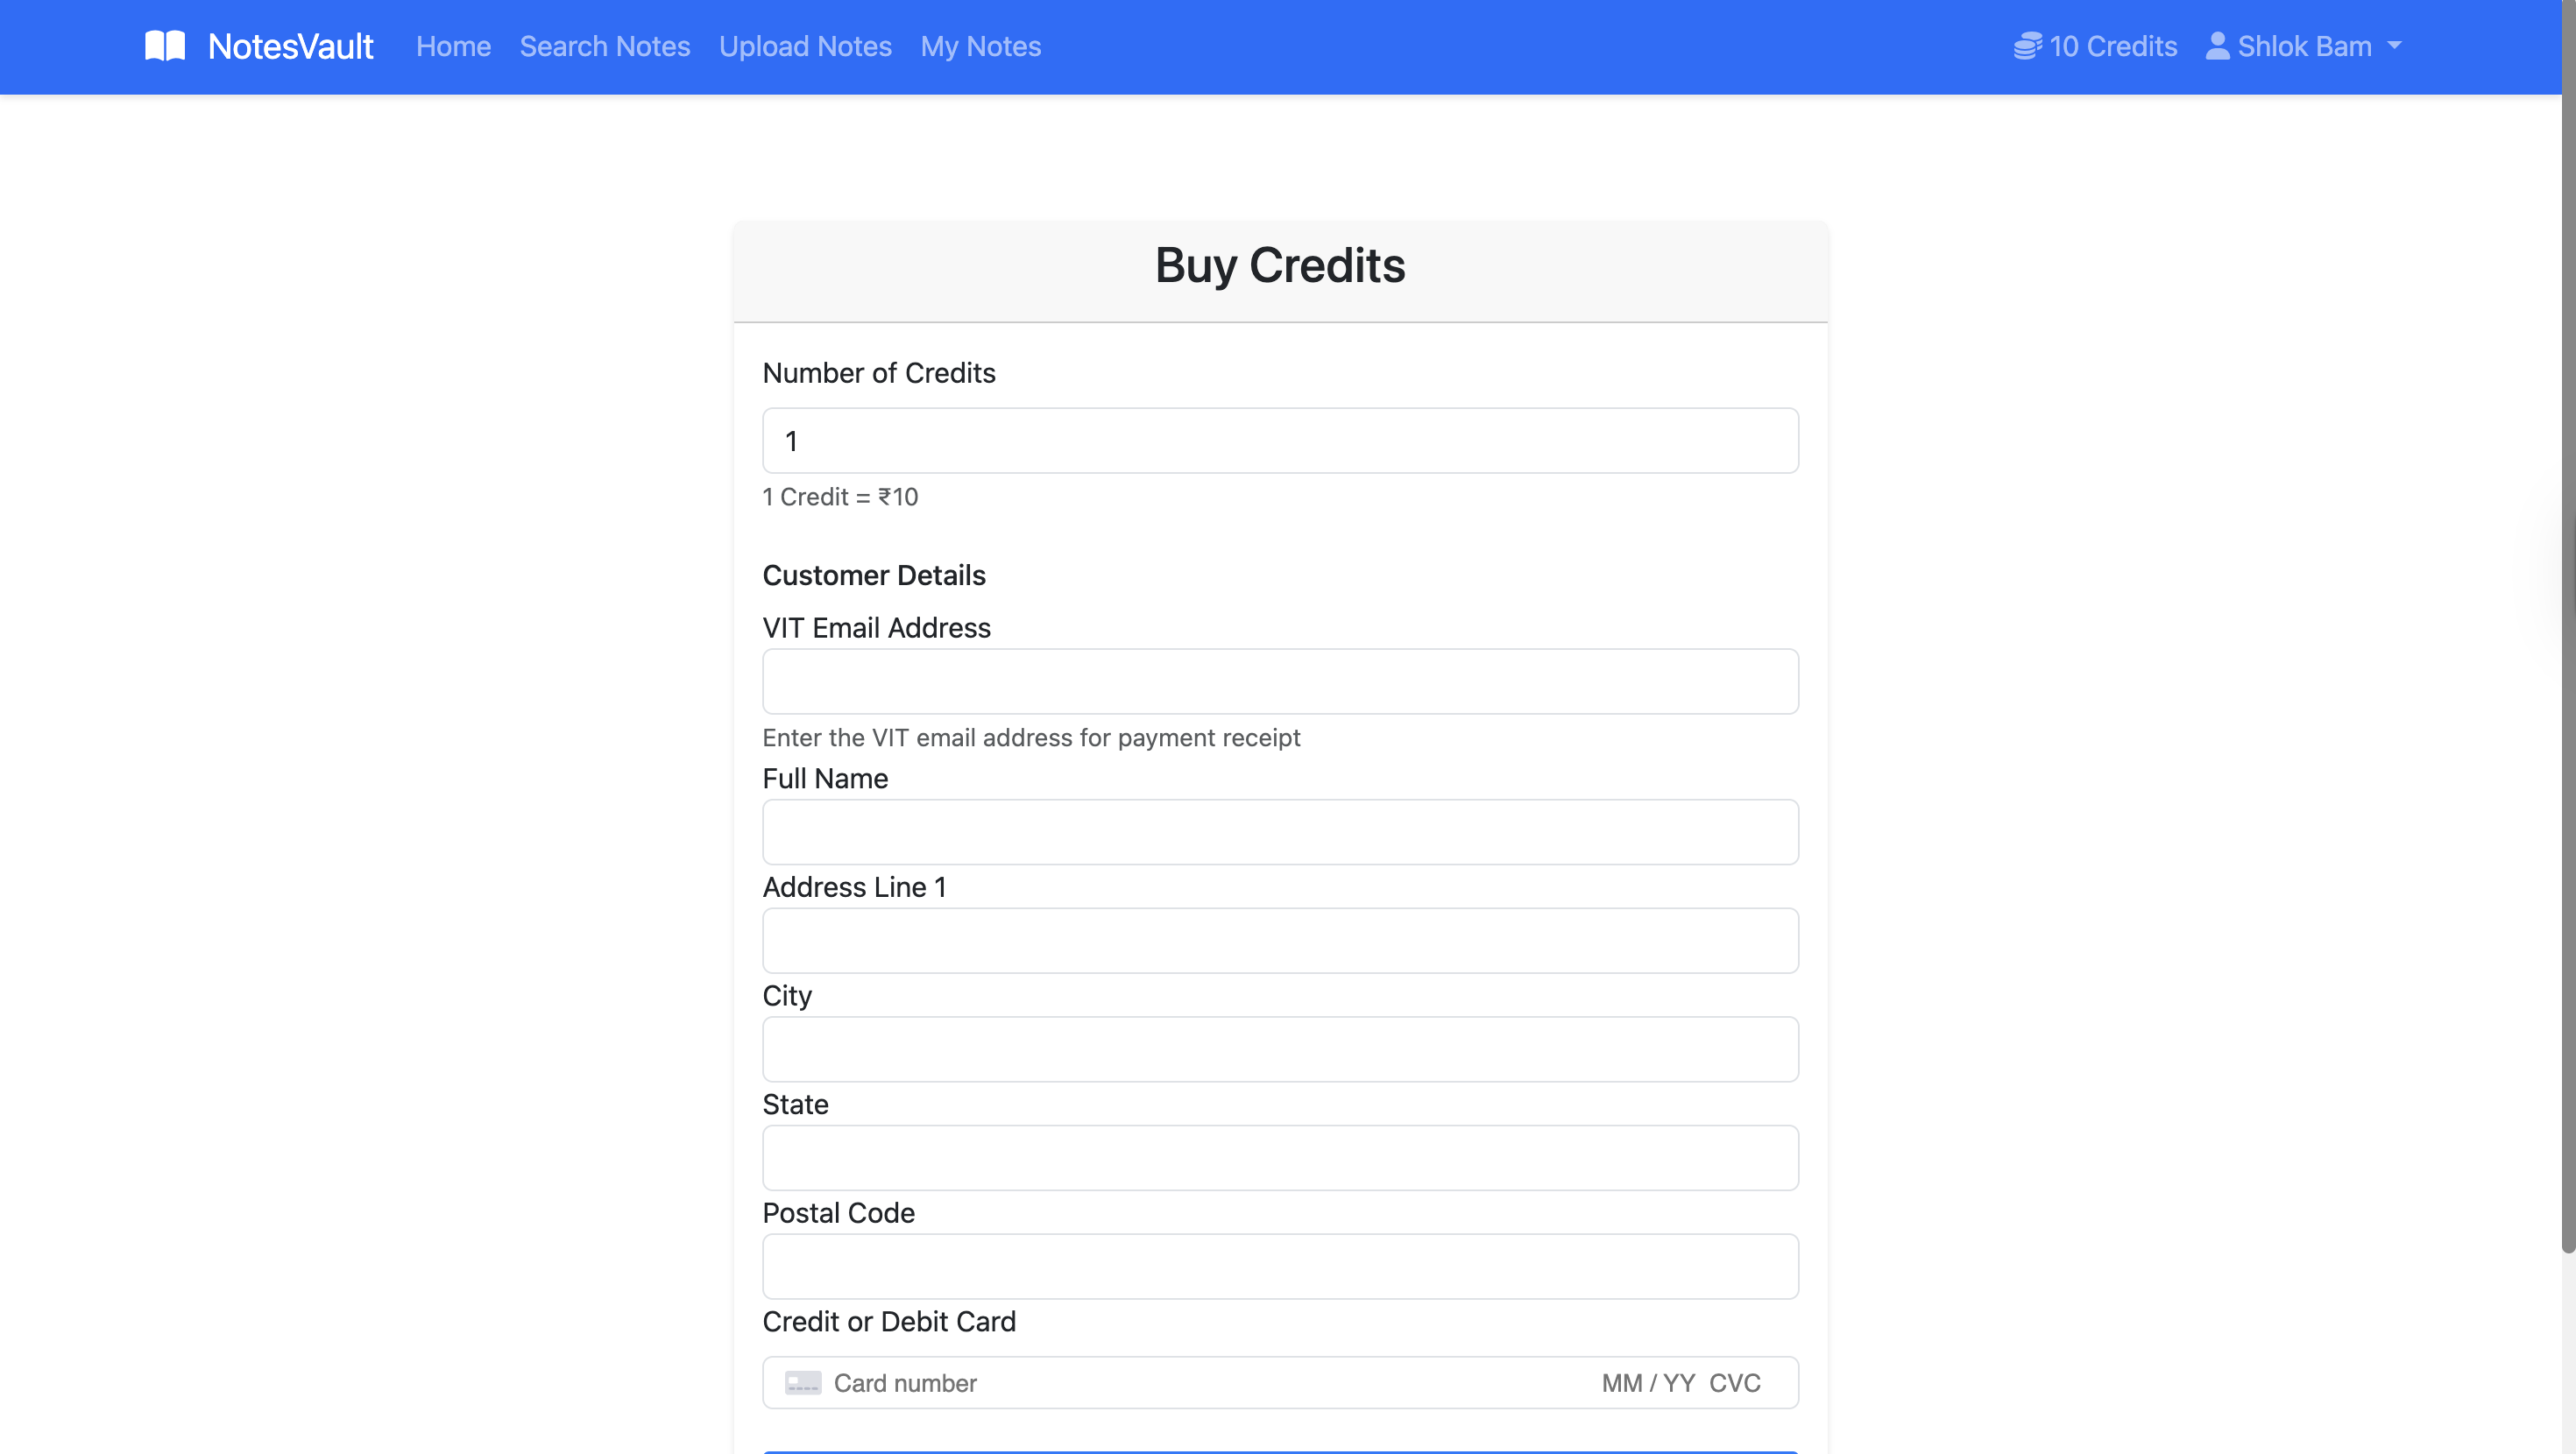 NotesVault Home Search Notes Upload Notes My Notes 10 Credits Shlok Bam
Buy Credits
Number of Credits
1
1 Credit = ₹10
Customer Details
VIT Email Address
Enter the VIT email address for payment receipt
Full Name
Address Line 1
City
State
Postal Code
Credit or Debit Card
Card number MM / YY CVC